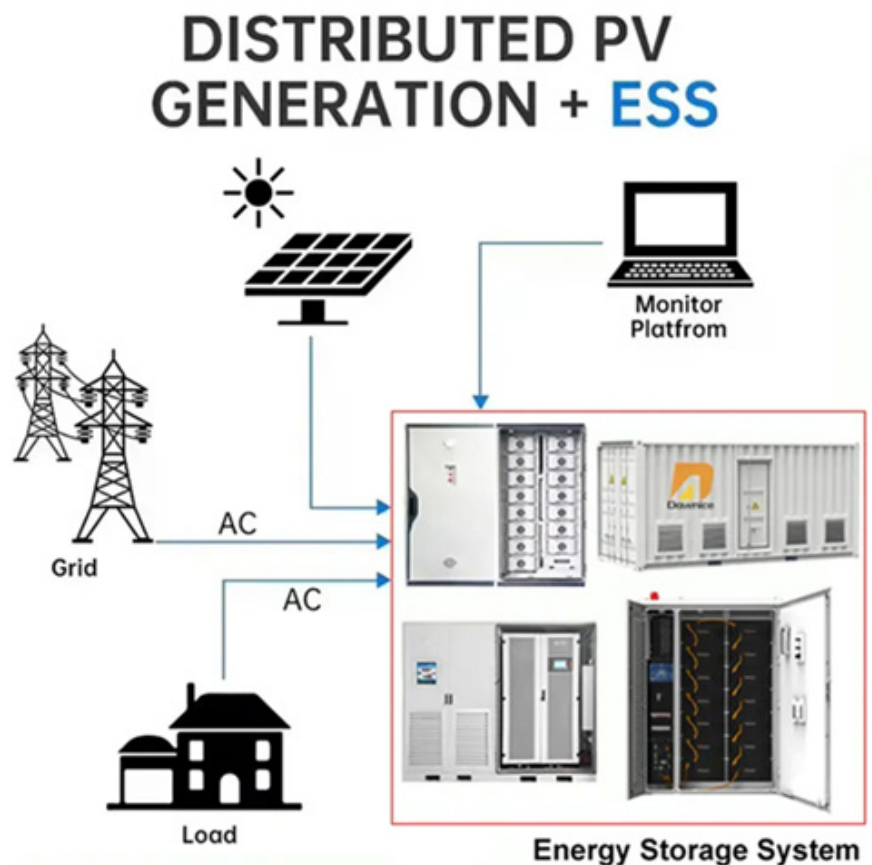 DISTRIBUTED PV
GENERATION + ESS
Monitor
Platfrom
AC
Grid
AC
Load
Energy Storage System